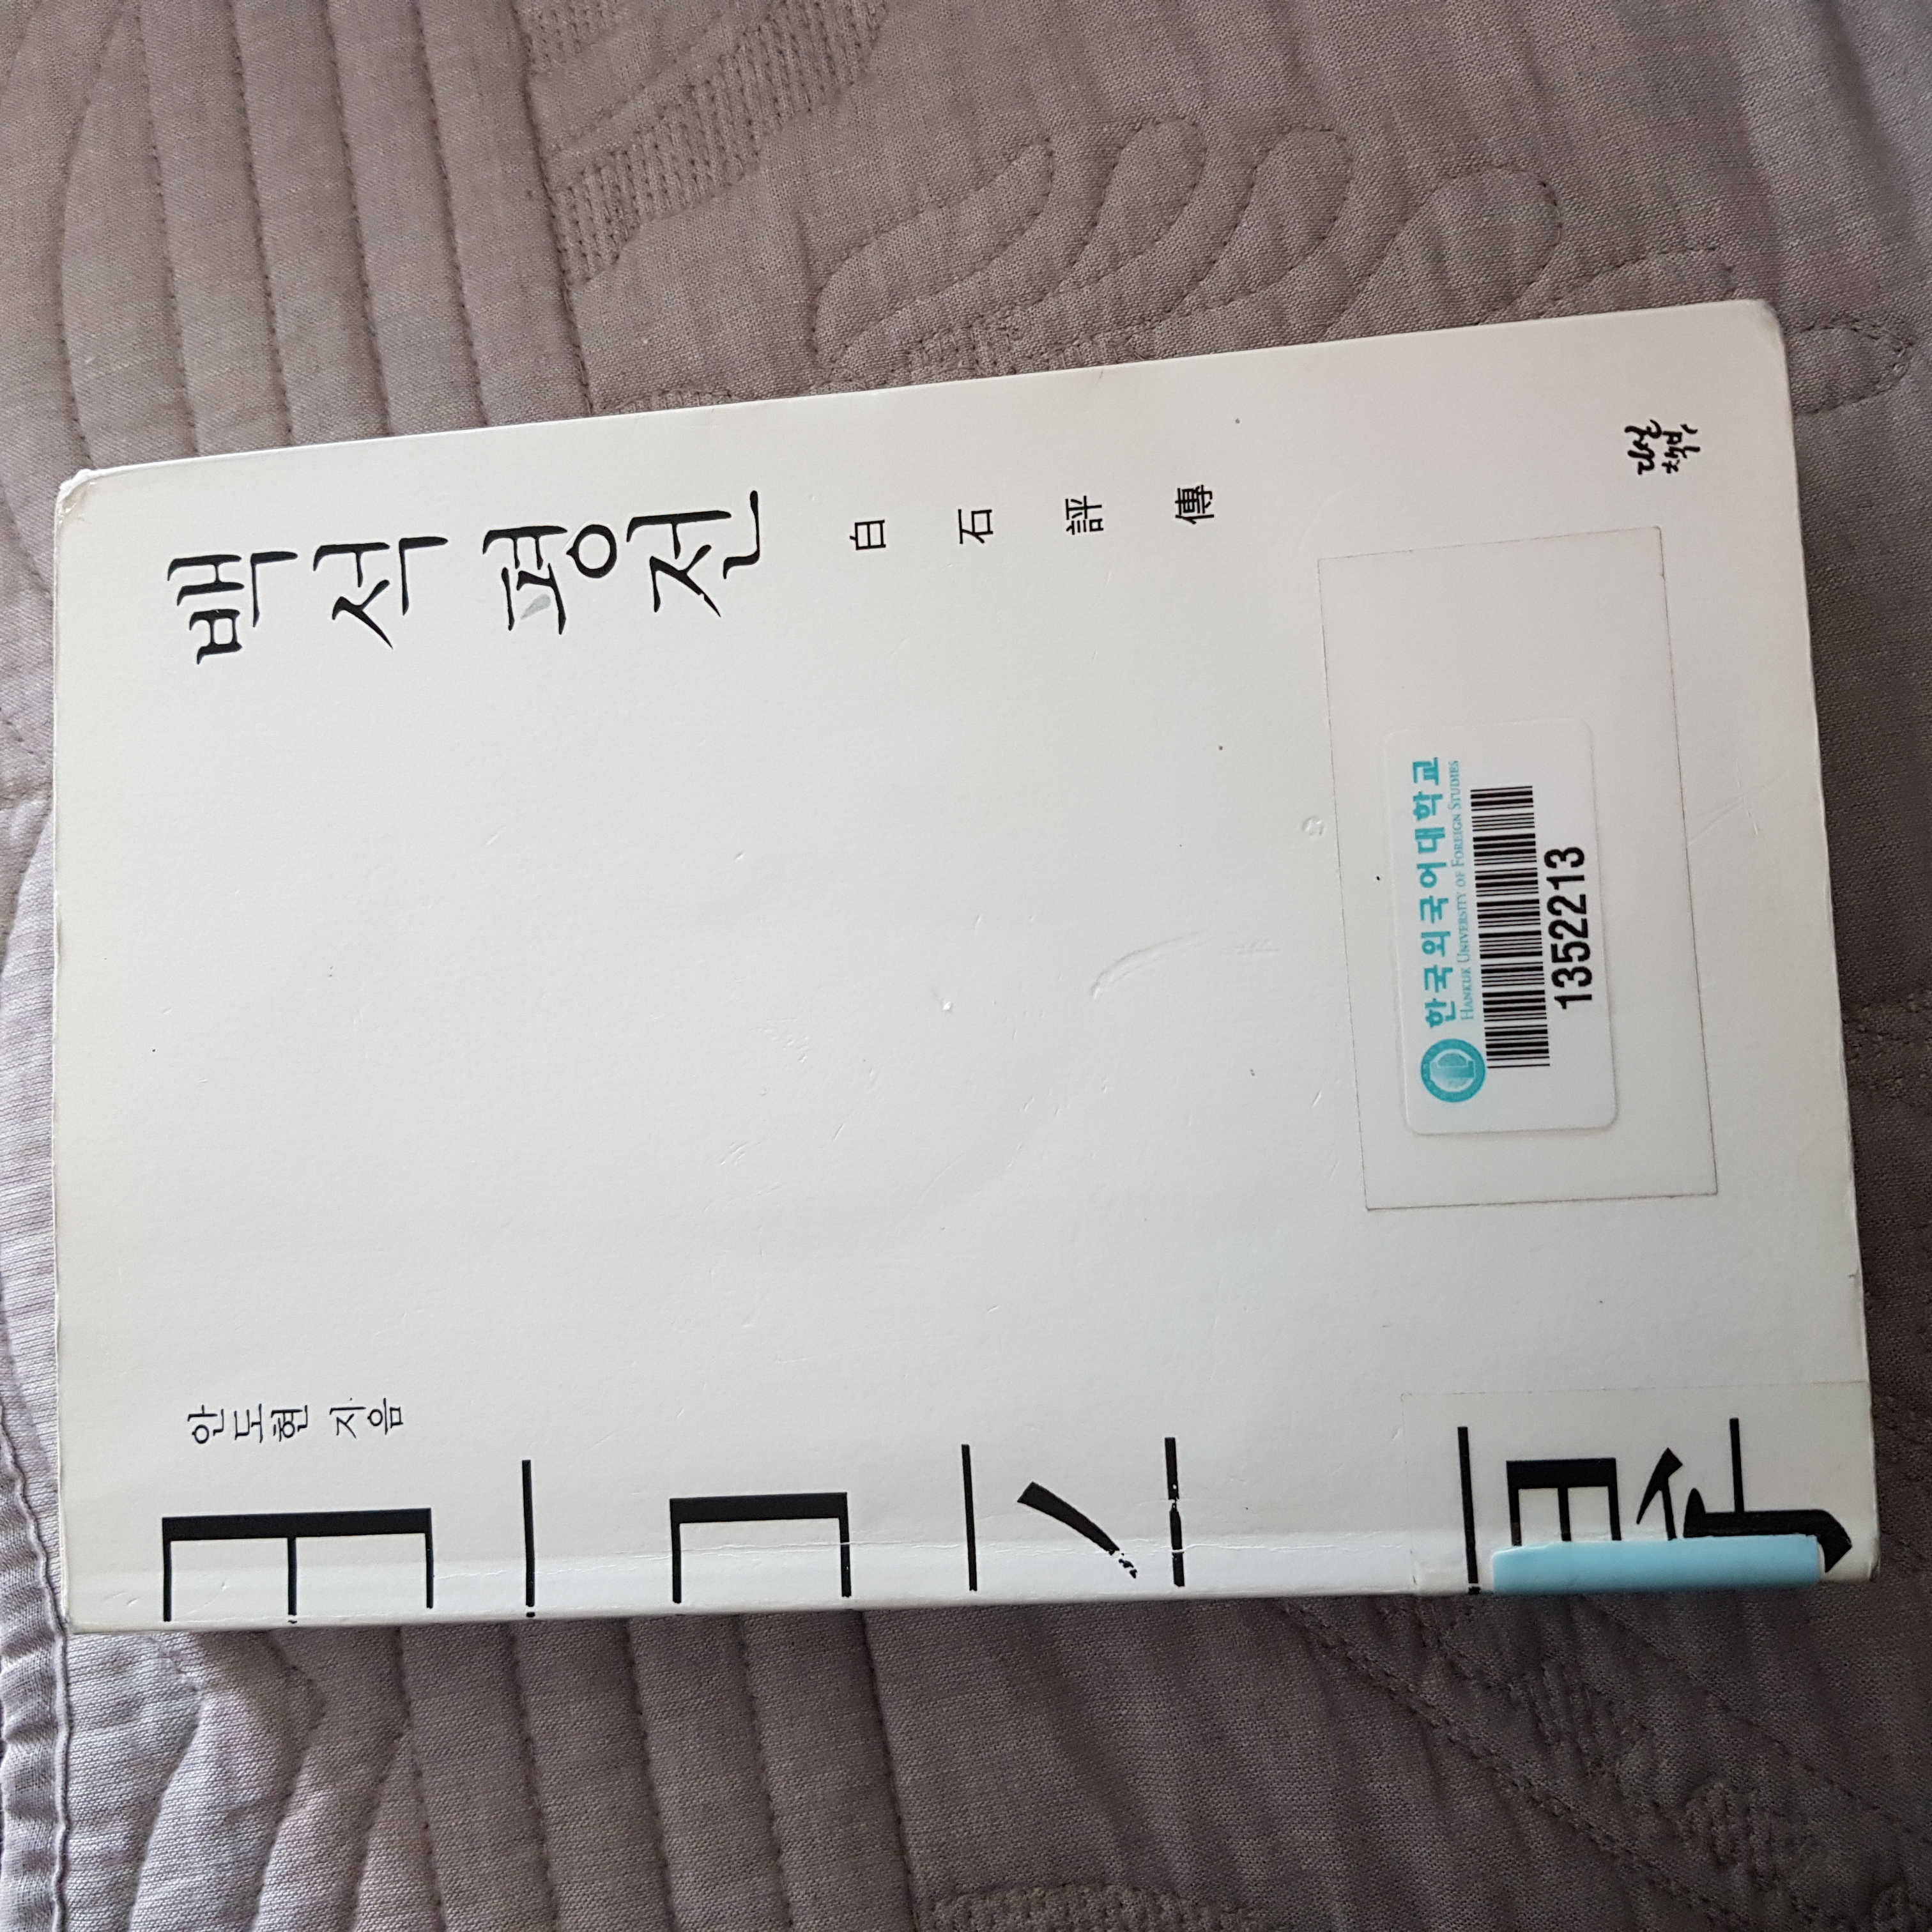 백석 평전
白石評傳
안도현 지음
다산
책방
한국외국어대학교
HANKUK UNIVERSITY OF FOREIGN STUDIES
1352213